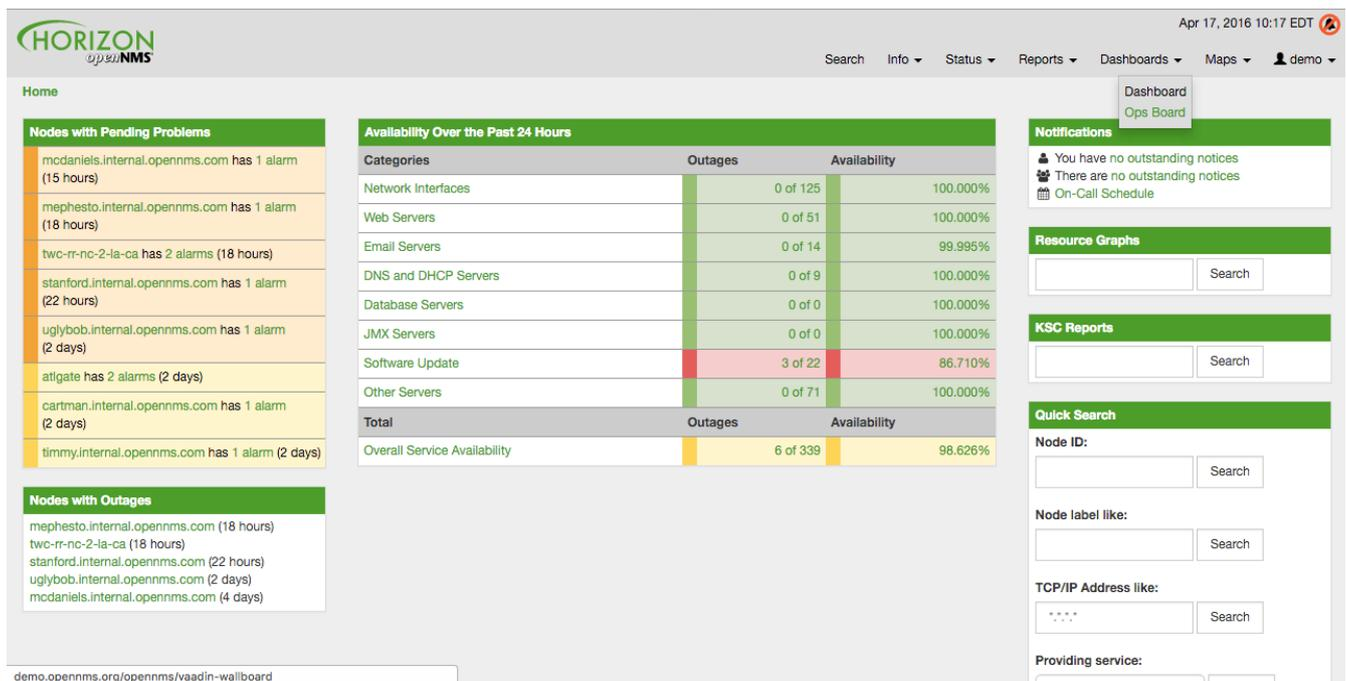 HORIZON
openNMS
Apr 17, 2016 10:17 EDT
Search Info Status Reports Dashboards Maps demo
Dashboard
Ops Board
Home
Nodes with Pending Problems
mcdaniels.internal.opennms.com has 1 alarm
(15 hours)
mephesto.internal.opennms.com has 1 alarm
(18 hours)
twc-rr-nc-2-la-ca has 2 alarms (18 hours)
stanford.internal.opennms.com has 1 alarm
(22 hours)
uglybob.internal.opennms.com has 1 alarm
(2 days)
atlgate has 2 alarms (2 days)
cartman.internal.opennms.com has 1 alarm
(2 days)
timmy.internal.opennms.com has 1 alarm (2 days)
Nodes with Outages
mephesto.internal.opennms.com (18 hours)
twc-rr-nc-2-la-ca (18 hours)
stanford.internal.opennms.com (22 hours)
uglybob.internal.opennms.com (2 days)
mcdaniels.internal.opennms.com (4 days)
Availability Over the Past 24 Hours
Categories Outages Availability
Network Interfaces 0 of 125 100.000%
Web Servers 0 of 51 100.000%
Email Servers 0 of 14 99.995%
DNS and DHCP Servers 0 of 9 100.000%
Database Servers 0 of 0 100.000%
JMX Servers 0 of 0 100.000%
Software Update 3 of 22 86.710%
Other Servers 0 of 71 100.000%
Total Outages Availability
Overall Service Availability 6 of 339 98.626%
Notifications
You have no outstanding notices
There are no outstanding notices
On-Call Schedule
Resource Graphs
Search
KSC Reports
Search
Quick Search
Node ID:
Search
Node label like:
Search
TCP/IP Address like:
*.*.*.* Search
Providing service:
demo.opennms.org/opennms/vaadin-wallboard